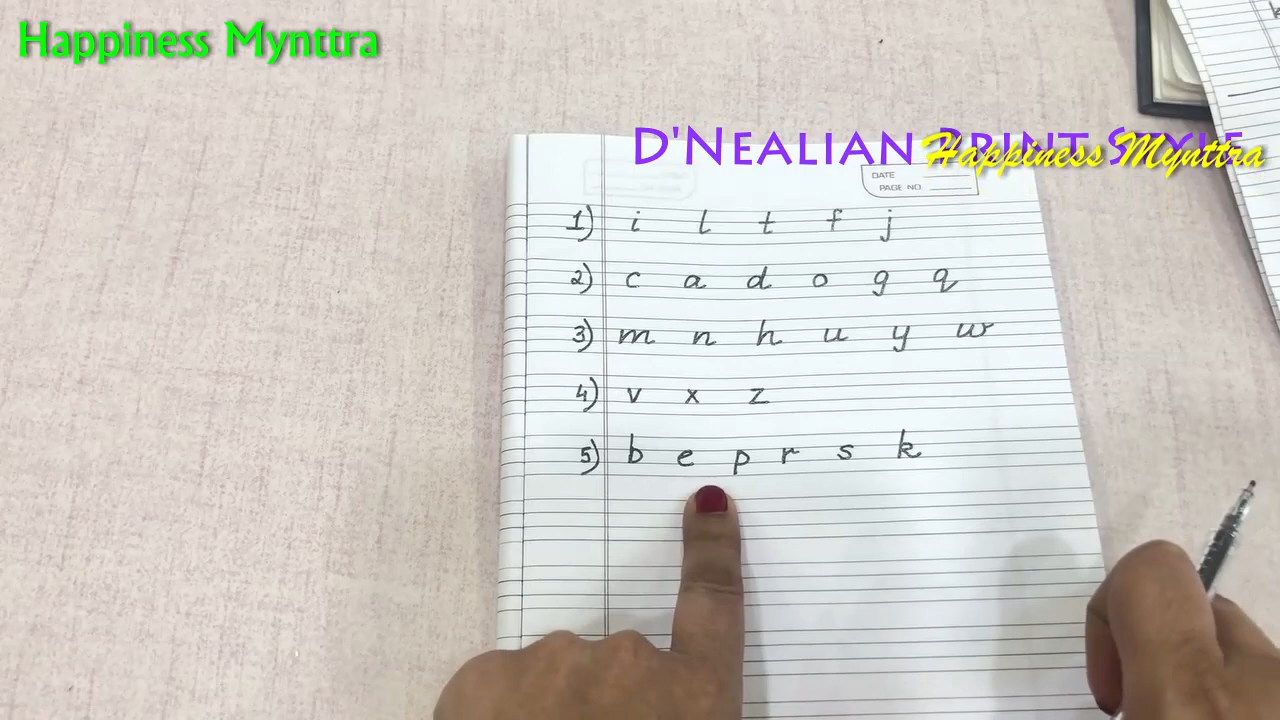 Happiness Mynttra
D'NEALIAN PRINT STYLE
Happiness Mynttra
DATE
PAGE NO
1) i l t f j
2) c a d o g q
3) m n h u y w
4) v x z
5) b e p r s k